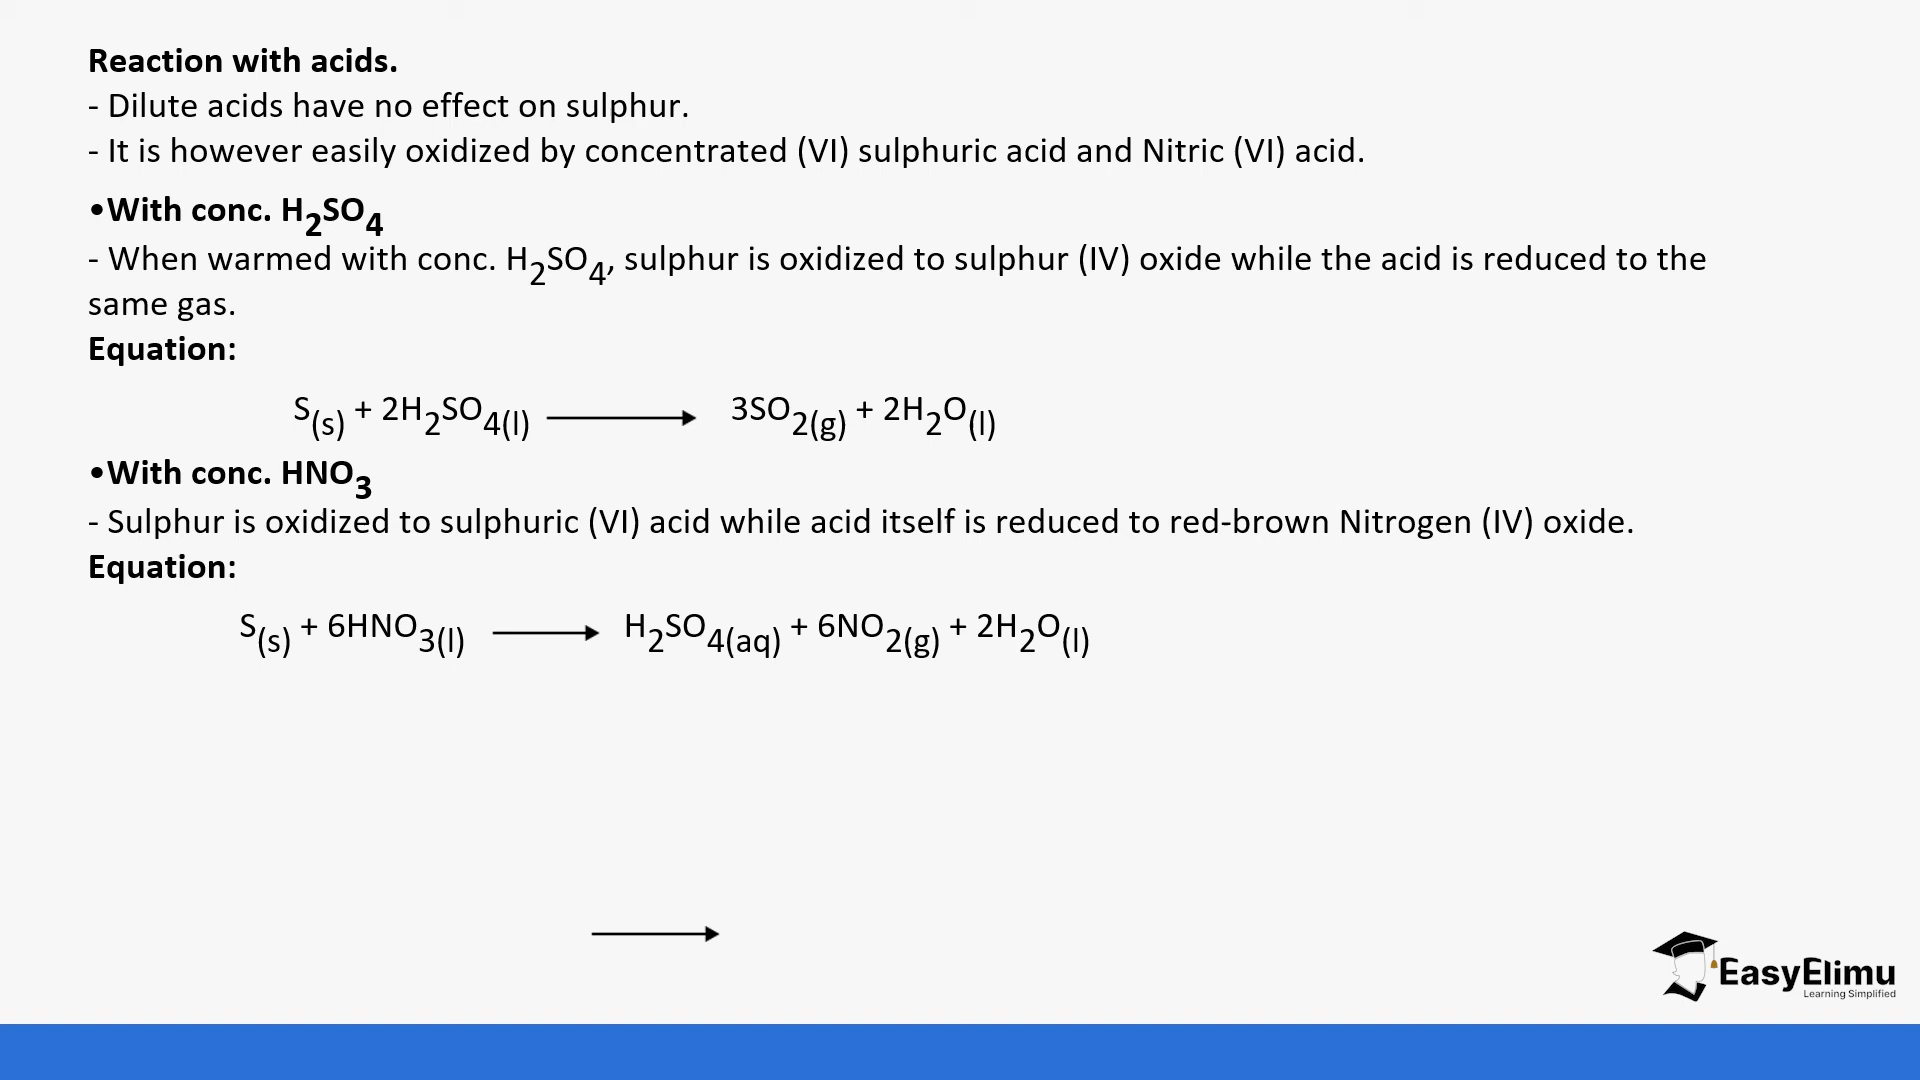 Reaction with acids.
- Dilute acids have no effect on sulphur.
- It is however easily oxidized by concentrated (VI) sulphuric acid and Nitric (VI) acid.
•With conc. H₂SO₄
- When warmed with conc. H₂SO₄, sulphur is oxidized to sulphur (IV) oxide while the acid is reduced to the
same gas.
Equation:
S(s) + 2H₂SO₄(l) ⟶ 3SO₂(g) + 2H₂O(l)
•With conc. HNO₃
- Sulphur is oxidized to sulphuric (VI) acid while acid itself is reduced to red-brown Nitrogen (IV) oxide.
Equation:
S(s) + 6HNO₃(l) ⟶ H₂SO₄(aq) + 6NO₂(g) + 2H₂O(l)
EasyElimu
Learning Simplified